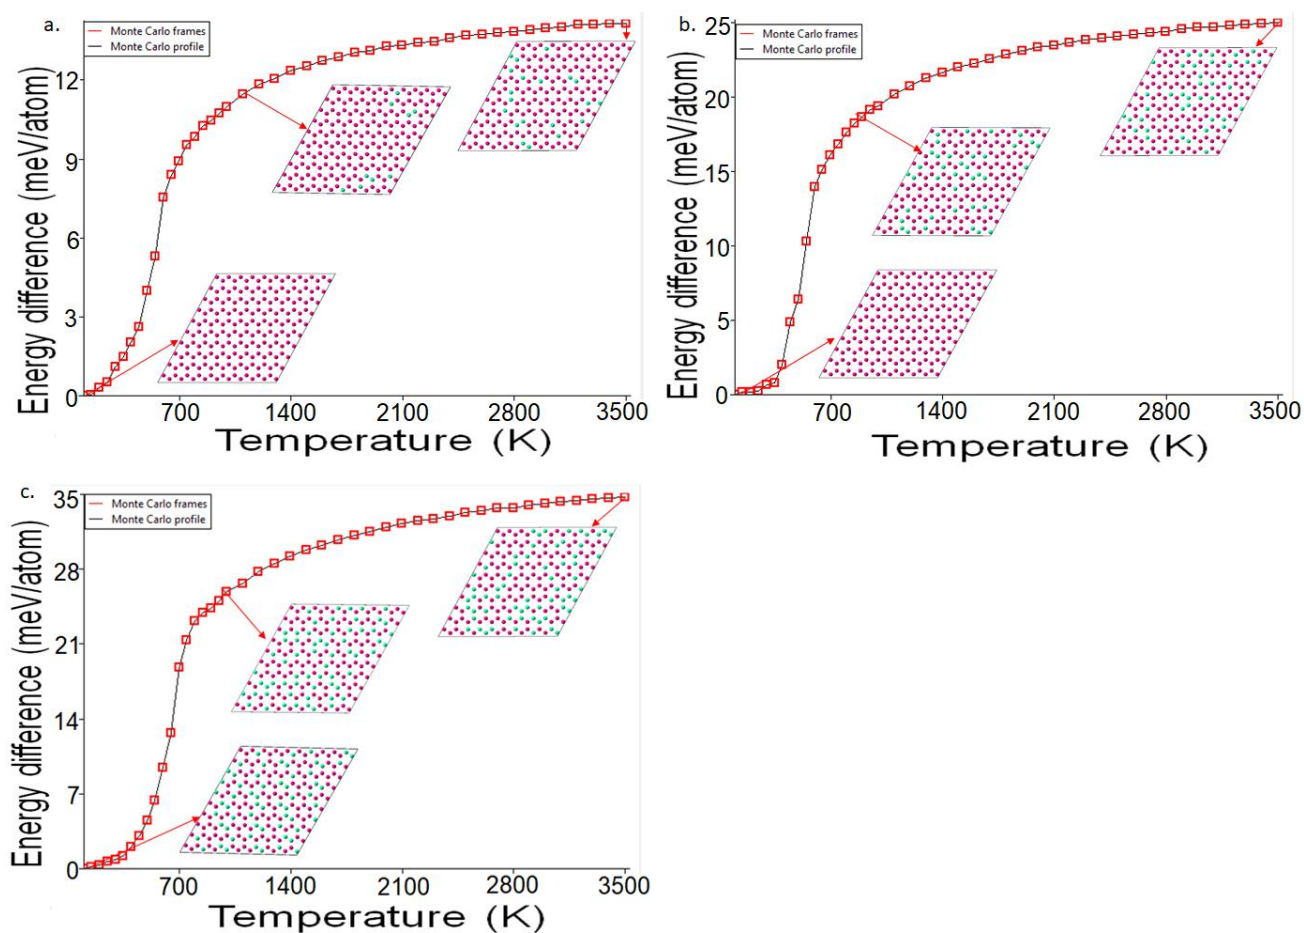 a.
Monte Carlo frames
Monte Carlo profile
Energy difference (meV/atom)
12
9
6
3
0
700 1400 2100 2800 3500
Temperature (K)
b.
Monte Carlo frames
Monte Carlo profile
Energy difference (meV/atom)
25
20
15
10
5
0
700 1400 2100 2800 3500
Temperature (K)
c.
Monte Carlo frames
Monte Carlo profile
Energy difference (meV/atom)
35
28
21
14
7
0
700 1400 2100 2800 3500
Temperature (K)